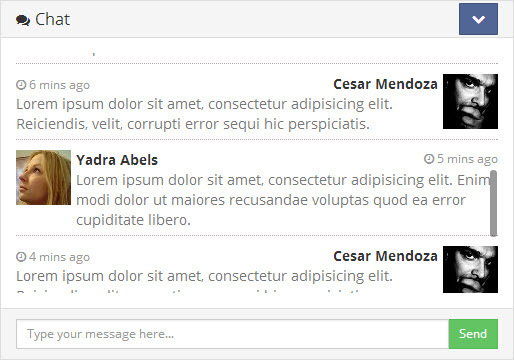 Chat
6 mins ago Cesar Mendoza
Lorem ipsum dolor sit amet, consectetur adipisicing elit.
Reiciendis, velit, corrupti error sequi hic perspiciatis.
Yadra Abels 5 mins ago
Lorem ipsum dolor sit amet, consectetur adipisicing elit. Enim
modi dolor ut maiores recusandae voluptas quod ea error
cupiditate libero.
4 mins ago Cesar Mendoza
Lorem ipsum dolor sit amet, consectetur adipisicing elit.
Type your message here...
Send